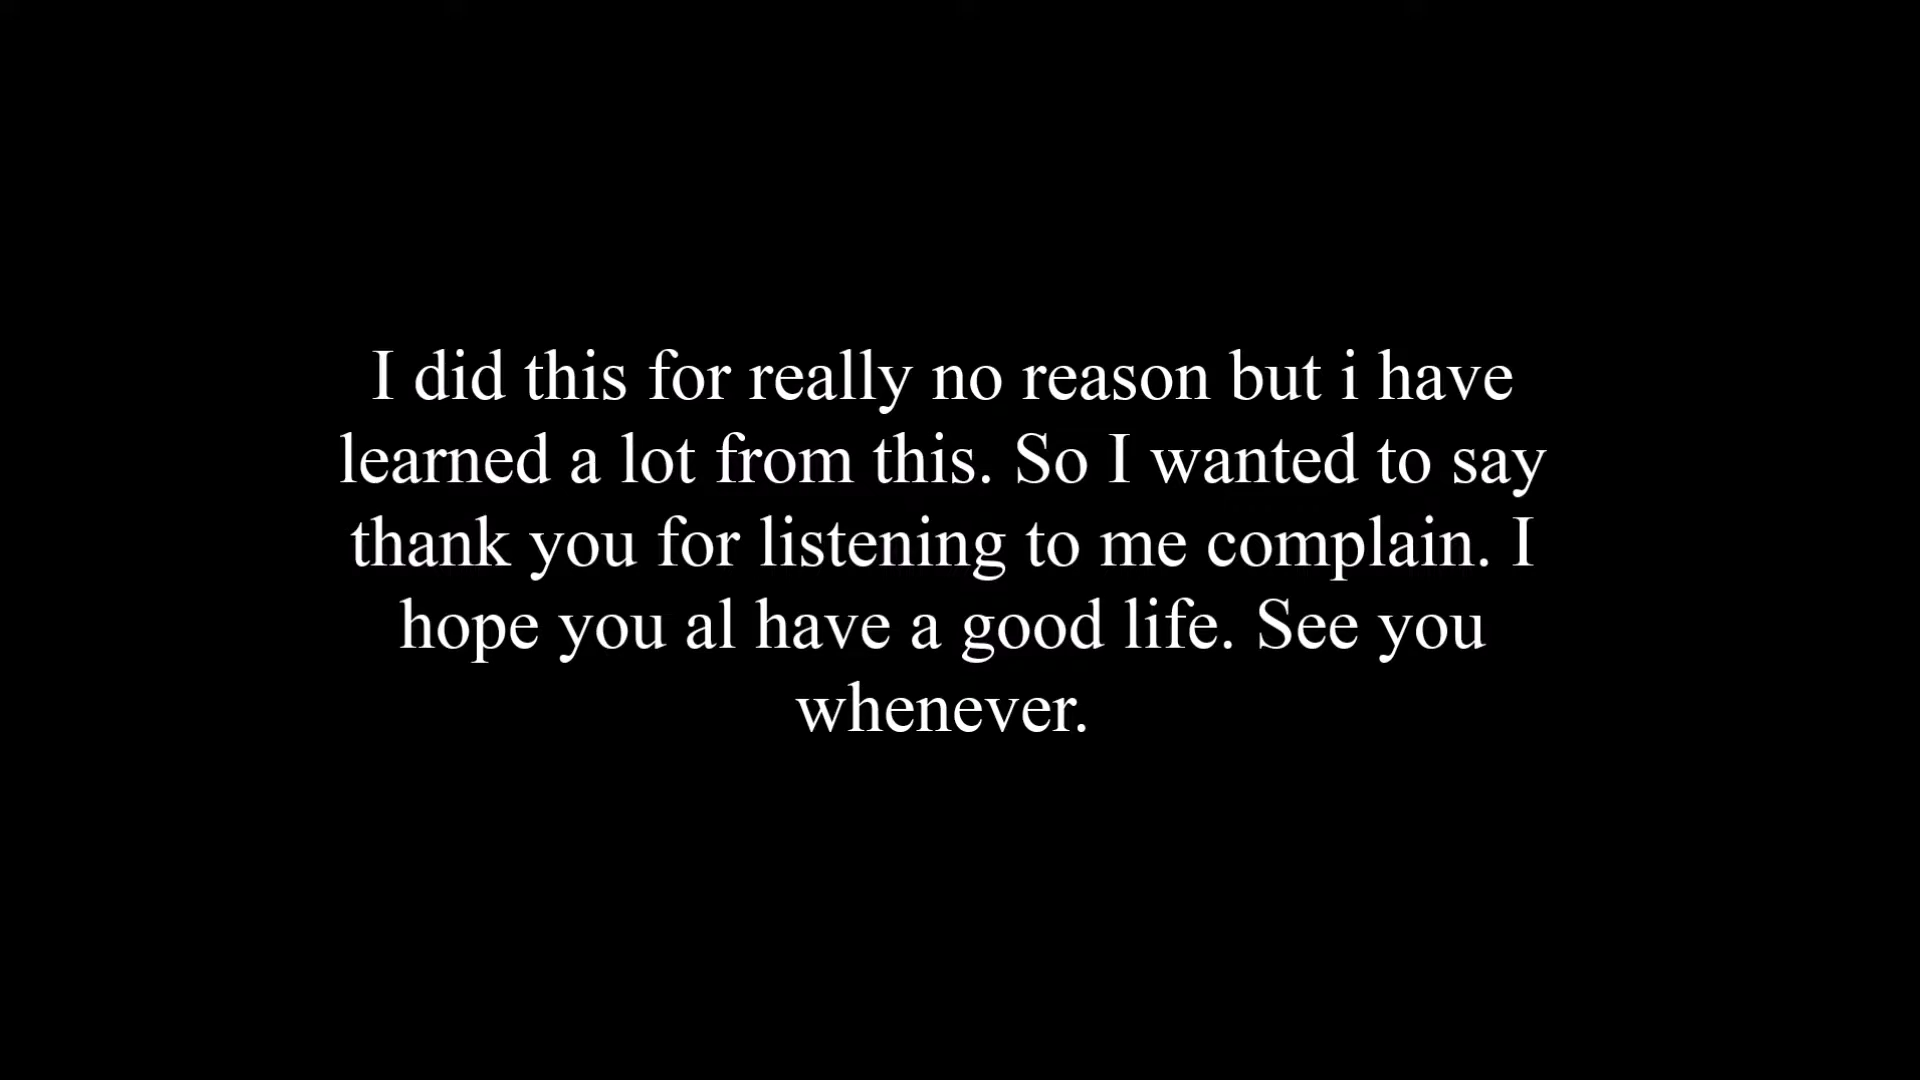 I did this for really no reason but i have
learned a lot from this. So I wanted to say
thank you for listening to me complain. I
hope you al have a good life. See you
whenever.